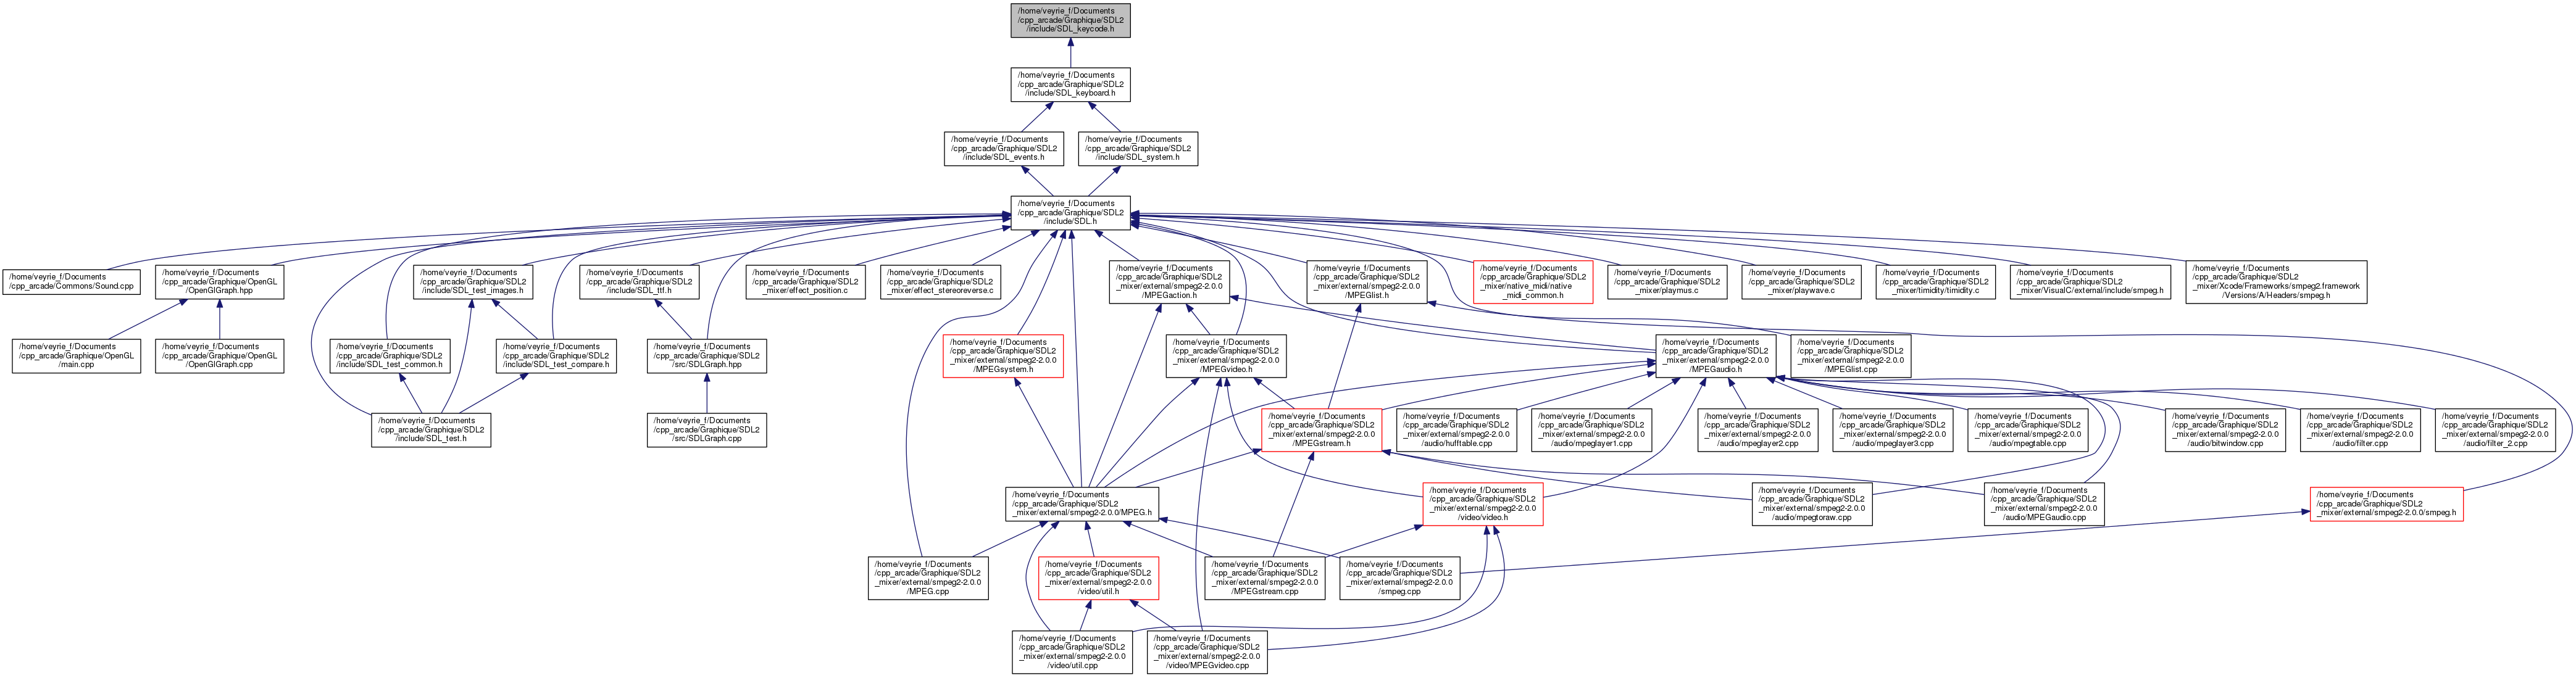 /home/veyrie_f/Documents
/cpp_arcade/Graphique/SDL2
/include/SDL_keycode.h
/home/veyrie_f/Documents
/cpp_arcade/Graphique/SDL2
/include/SDL_keyboard.h
/home/veyrie_f/Documents
/cpp_arcade/Graphique/SDL2
/include/SDL_events.h
/home/veyrie_f/Documents
/cpp_arcade/Graphique/SDL2
/include/SDL_system.h
/home/veyrie_f/Documents
/cpp_arcade/Graphique/SDL2
/include/SDL.h
/home/veyrie_f/Documents
/cpp_arcade/Commons/Sound.cpp
/home/veyrie_f/Documents
/cpp_arcade/Graphique/OpenGL
/OpenGlGraph.hpp
/home/veyrie_f/Documents
/cpp_arcade/Graphique/SDL2
/include/SDL_test_images.h
/home/veyrie_f/Documents
/cpp_arcade/Graphique/SDL2
/include/SDL_ttf.h
/home/veyrie_f/Documents
/cpp_arcade/Graphique/SDL2
_mixer/effect_position.c
/home/veyrie_f/Documents
/cpp_arcade/Graphique/SDL2
_mixer/effect_stereoreverse.c
/home/veyrie_f/Documents
/cpp_arcade/Graphique/SDL2
_mixer/external/smpeg2-2.0.0
/MPEGaction.h
/home/veyrie_f/Documents
/cpp_arcade/Graphique/SDL2
_mixer/external/smpeg2-2.0.0
/MPEGlist.h
/home/veyrie_f/Documents
/cpp_arcade/Graphique/SDL2
_mixer/native_midi/native
_midi_common.h
/home/veyrie_f/Documents
/cpp_arcade/Graphique/SDL2
_mixer/playmus.c
/home/veyrie_f/Documents
/cpp_arcade/Graphique/SDL2
_mixer/playwave.c
/home/veyrie_f/Documents
/cpp_arcade/Graphique/SDL2
_mixer/timidity/timidity.c
/home/veyrie_f/Documents
/cpp_arcade/Graphique/SDL2
_mixer/VisualC/external/include/smpeg.h
/home/veyrie_f/Documents
/cpp_arcade/Graphique/SDL2
_mixer/Xcode/Frameworks/smpeg2.framework
/Versions/A/Headers/smpeg.h
/home/veyrie_f/Documents
/cpp_arcade/Graphique/OpenGL
/main.cpp
/home/veyrie_f/Documents
/cpp_arcade/Graphique/OpenGL
/OpenGlGraph.cpp
/home/veyrie_f/Documents
/cpp_arcade/Graphique/SDL2
/include/SDL_test_common.h
/home/veyrie_f/Documents
/cpp_arcade/Graphique/SDL2
/include/SDL_test_compare.h
/home/veyrie_f/Documents
/cpp_arcade/Graphique/SDL2
/src/SDLGraph.hpp
/home/veyrie_f/Documents
/cpp_arcade/Graphique/SDL2
_mixer/external/smpeg2-2.0.0
/MPEGsystem.h
/home/veyrie_f/Documents
/cpp_arcade/Graphique/SDL2
_mixer/external/smpeg2-2.0.0
/MPEGvideo.h
/home/veyrie_f/Documents
/cpp_arcade/Graphique/SDL2
_mixer/external/smpeg2-2.0.0
/MPEGaudio.h
/home/veyrie_f/Documents
/cpp_arcade/Graphique/SDL2
_mixer/external/smpeg2-2.0.0
/MPEGlist.cpp
/home/veyrie_f/Documents
/cpp_arcade/Graphique/SDL2
/include/SDL_test.h
/home/veyrie_f/Documents
/cpp_arcade/Graphique/SDL2
/src/SDLGraph.cpp
/home/veyrie_f/Documents
/cpp_arcade/Graphique/SDL2
_mixer/external/smpeg2-2.0.0
/MPEGstream.h
/home/veyrie_f/Documents
/cpp_arcade/Graphique/SDL2
_mixer/external/smpeg2-2.0.0
/audio/hufftable.cpp
/home/veyrie_f/Documents
/cpp_arcade/Graphique/SDL2
_mixer/external/smpeg2-2.0.0
/audio/mpeglayer1.cpp
/home/veyrie_f/Documents
/cpp_arcade/Graphique/SDL2
_mixer/external/smpeg2-2.0.0
/audio/mpeglayer2.cpp
/home/veyrie_f/Documents
/cpp_arcade/Graphique/SDL2
_mixer/external/smpeg2-2.0.0
/audio/mpeglayer3.cpp
/home/veyrie_f/Documents
/cpp_arcade/Graphique/SDL2
_mixer/external/smpeg2-2.0.0
/audio/mpegtable.cpp
/home/veyrie_f/Documents
/cpp_arcade/Graphique/SDL2
_mixer/external/smpeg2-2.0.0
/audio/bitwindow.cpp
/home/veyrie_f/Documents
/cpp_arcade/Graphique/SDL2
_mixer/external/smpeg2-2.0.0
/audio/filter.cpp
/home/veyrie_f/Documents
/cpp_arcade/Graphique/SDL2
_mixer/external/smpeg2-2.0.0
/audio/filter_2.cpp
/home/veyrie_f/Documents
/cpp_arcade/Graphique/SDL2
_mixer/external/smpeg2-2.0.0/MPEG.h
/home/veyrie_f/Documents
/cpp_arcade/Graphique/SDL2
_mixer/external/smpeg2-2.0.0
/video/video.h
/home/veyrie_f/Documents
/cpp_arcade/Graphique/SDL2
_mixer/external/smpeg2-2.0.0
/audio/mpegtoraw.cpp
/home/veyrie_f/Documents
/cpp_arcade/Graphique/SDL2
_mixer/external/smpeg2-2.0.0
/audio/MPEGaudio.cpp
/home/veyrie_f/Documents
/cpp_arcade/Graphique/SDL2
_mixer/external/smpeg2-2.0.0/smpeg.h
/home/veyrie_f/Documents
/cpp_arcade/Graphique/SDL2
_mixer/external/smpeg2-2.0.0
/MPEG.cpp
/home/veyrie_f/Documents
/cpp_arcade/Graphique/SDL2
_mixer/external/smpeg2-2.0.0
/video/util.h
/home/veyrie_f/Documents
/cpp_arcade/Graphique/SDL2
_mixer/external/smpeg2-2.0.0
/MPEGstream.cpp
/home/veyrie_f/Documents
/cpp_arcade/Graphique/SDL2
_mixer/external/smpeg2-2.0.0
/smpeg.cpp
/home/veyrie_f/Documents
/cpp_arcade/Graphique/SDL2
_mixer/external/smpeg2-2.0.0
/video/util.cpp
/home/veyrie_f/Documents
/cpp_arcade/Graphique/SDL2
_mixer/external/smpeg2-2.0.0
/video/MPEGvideo.cpp